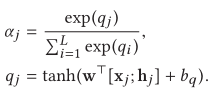 α_j = exp(q_j) / ∑_{i=1}^{L} exp(q_i),
q_j = tanh(w^⊤[x_j; h_j] + b_q).